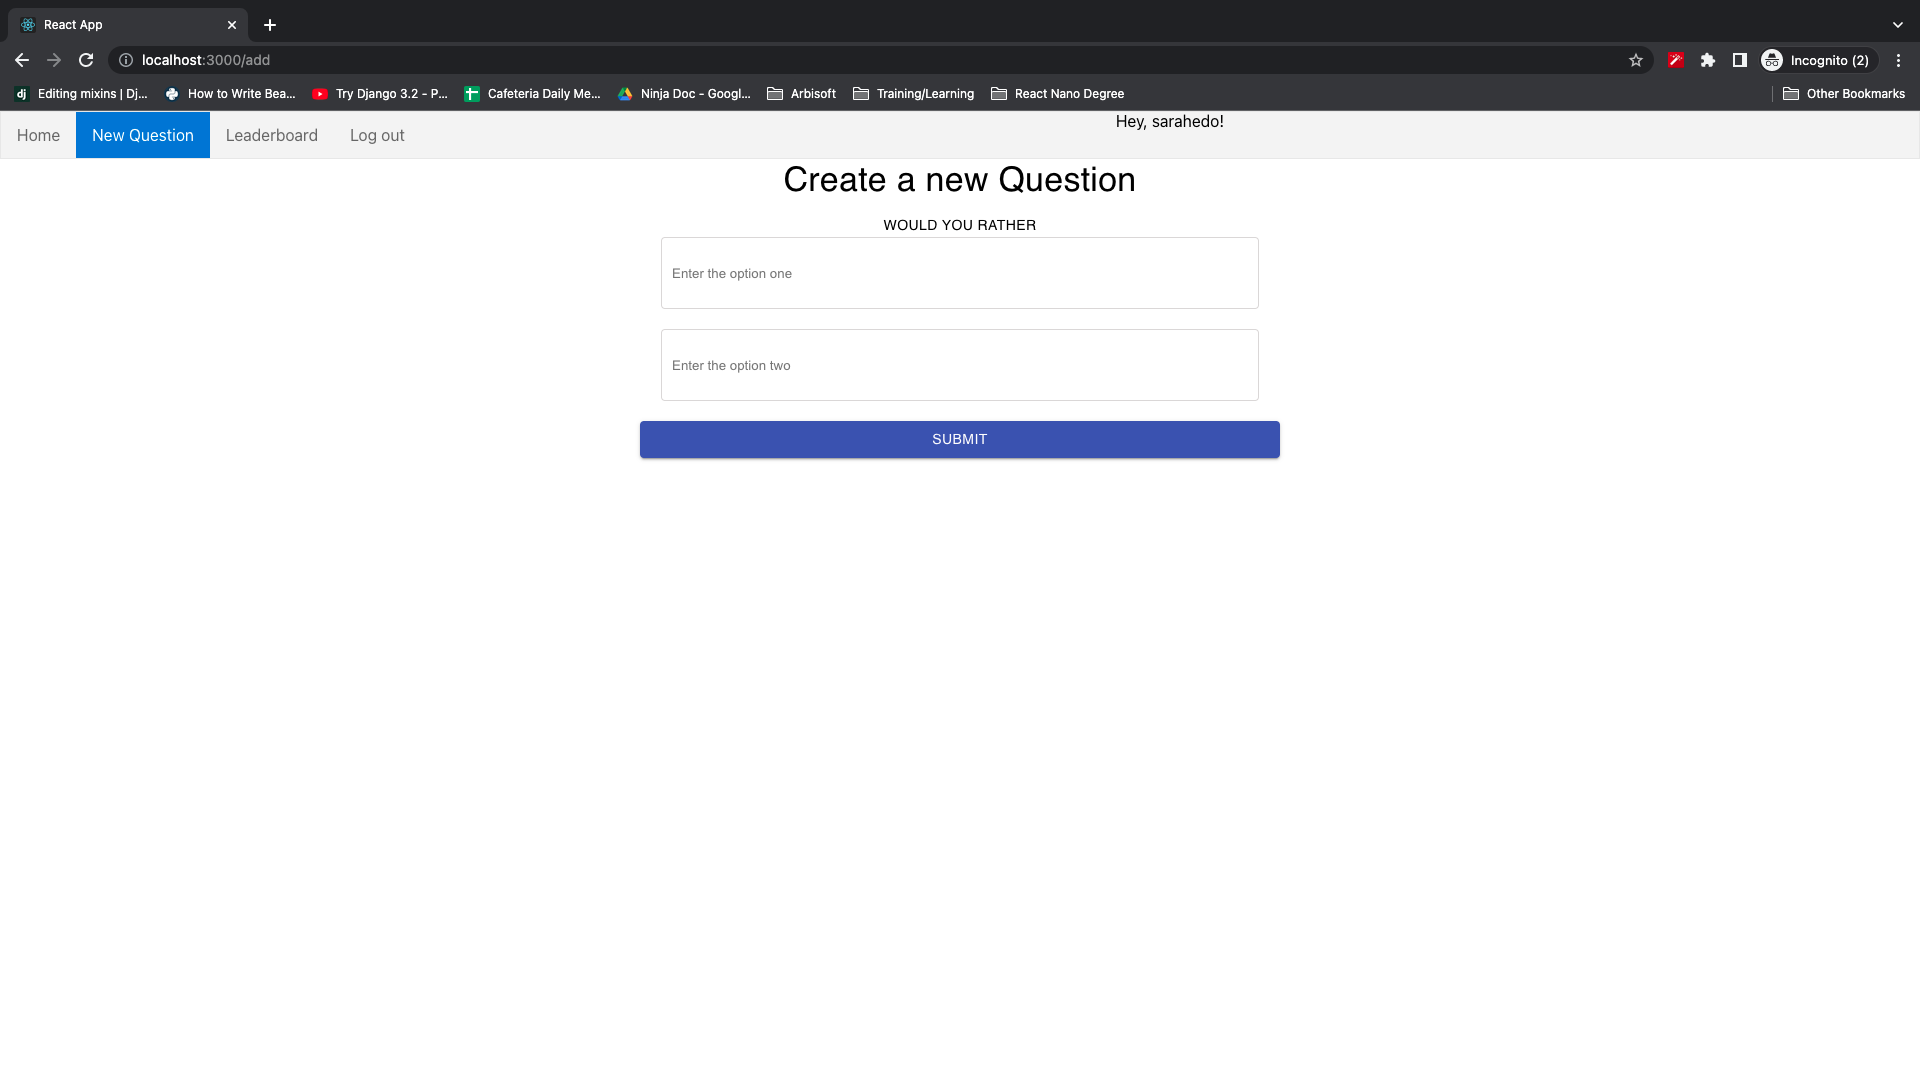 React App
localhost:3000/add
Incognito (2)
dj Editing mixins | Dj... How to Write Bea... Try Django 3.2 - P... Cafeteria Daily Me... Ninja Doc - Googl... Arbisoft Training/Learning React Nano Degree Other Bookmarks
Home New Question Leaderboard Log out Hey, sarahedo!
Create a new Question
WOULD YOU RATHER
Enter the option one
Enter the option two
SUBMIT